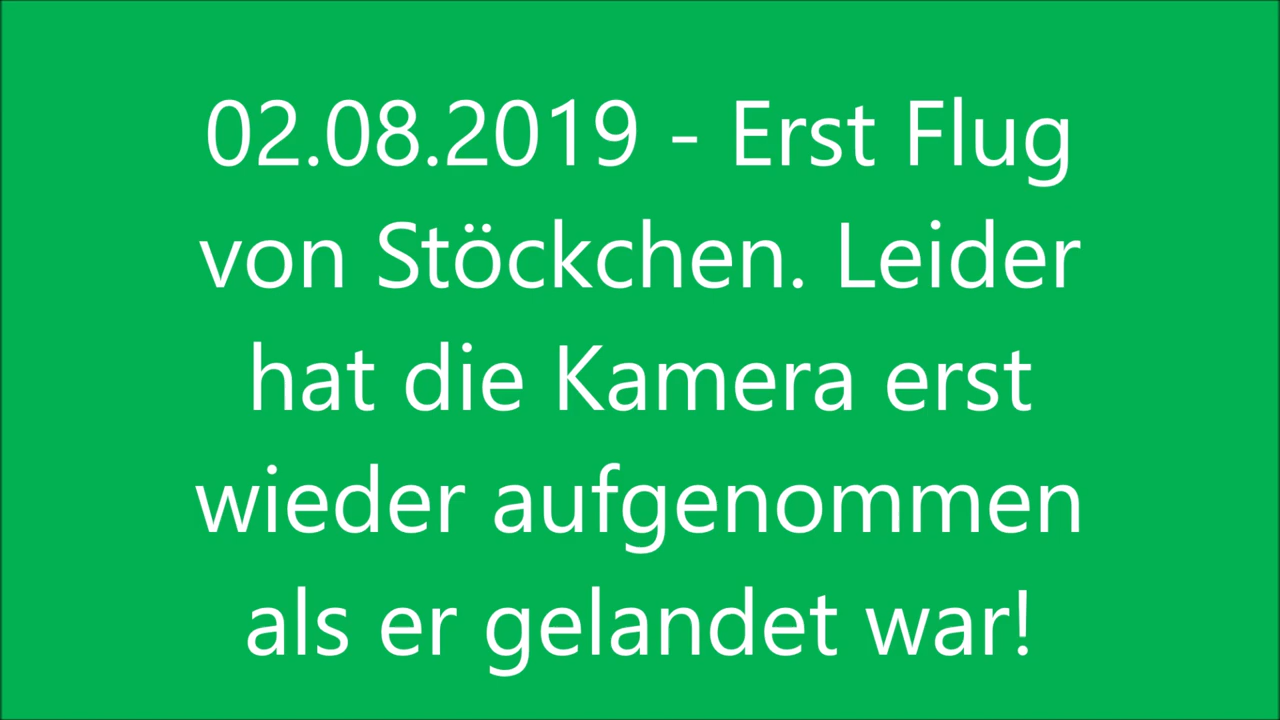 02.08.2019 - Erst Flug
von Stöckchen. Leider
hat die Kamera erst
wieder aufgenommen
als er gelandet war!